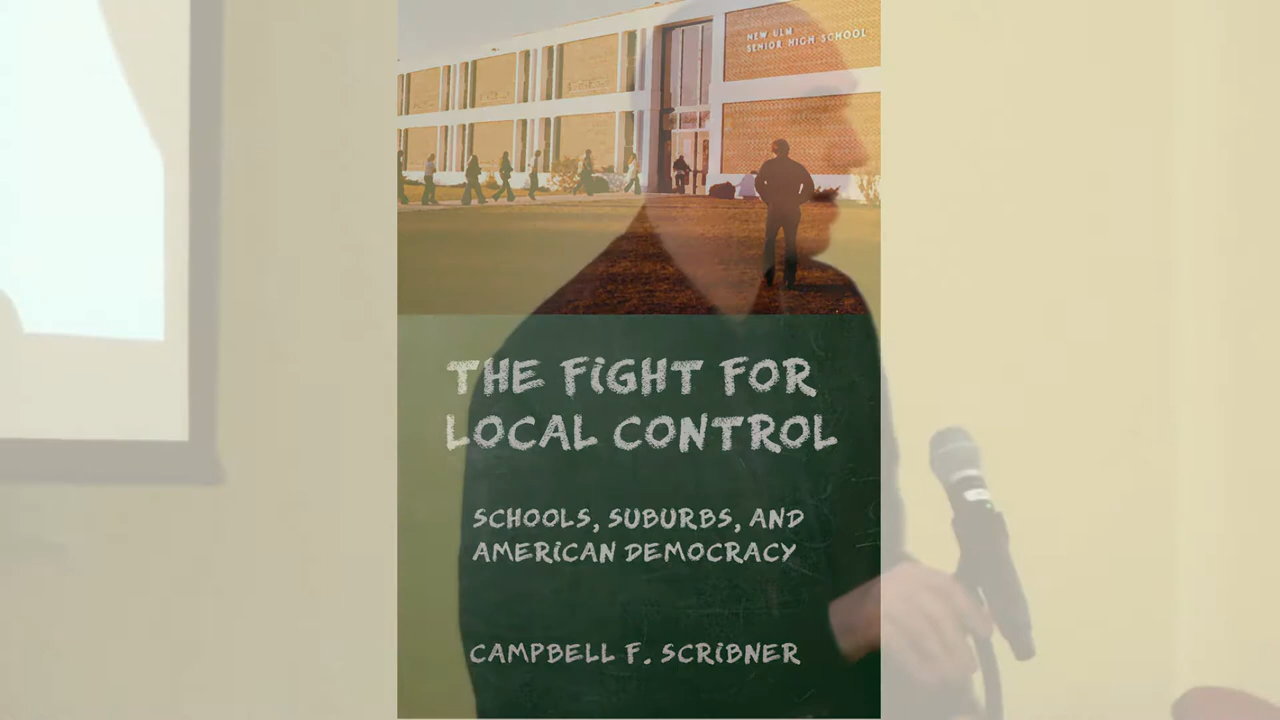 NEW ULM
SENIOR HIGH SCHOOL
THE FIGHT FOR
LOCAL CONTROL
SCHOOLS, SUBURBS, AND
AMERICAN DEMOCRACY
CAMPBELL F. SCRIBNER